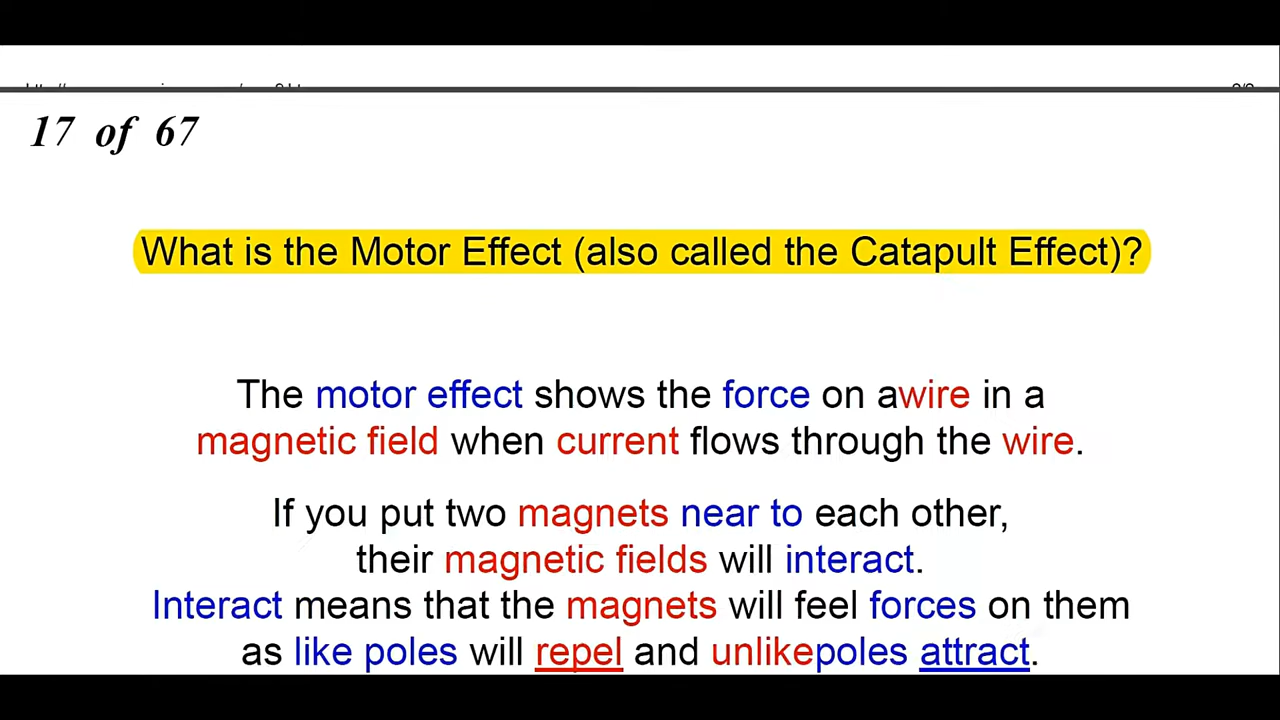 17 of 67
What is the Motor Effect (also called the Catapult Effect)?
The motor effect shows the force on awire in a
magnetic field when current flows through the wire.
If you put two magnets near to each other,
their magnetic fields will interact.
Interact means that the magnets will feel forces on them
as like poles will repel and unlikepoles attract.